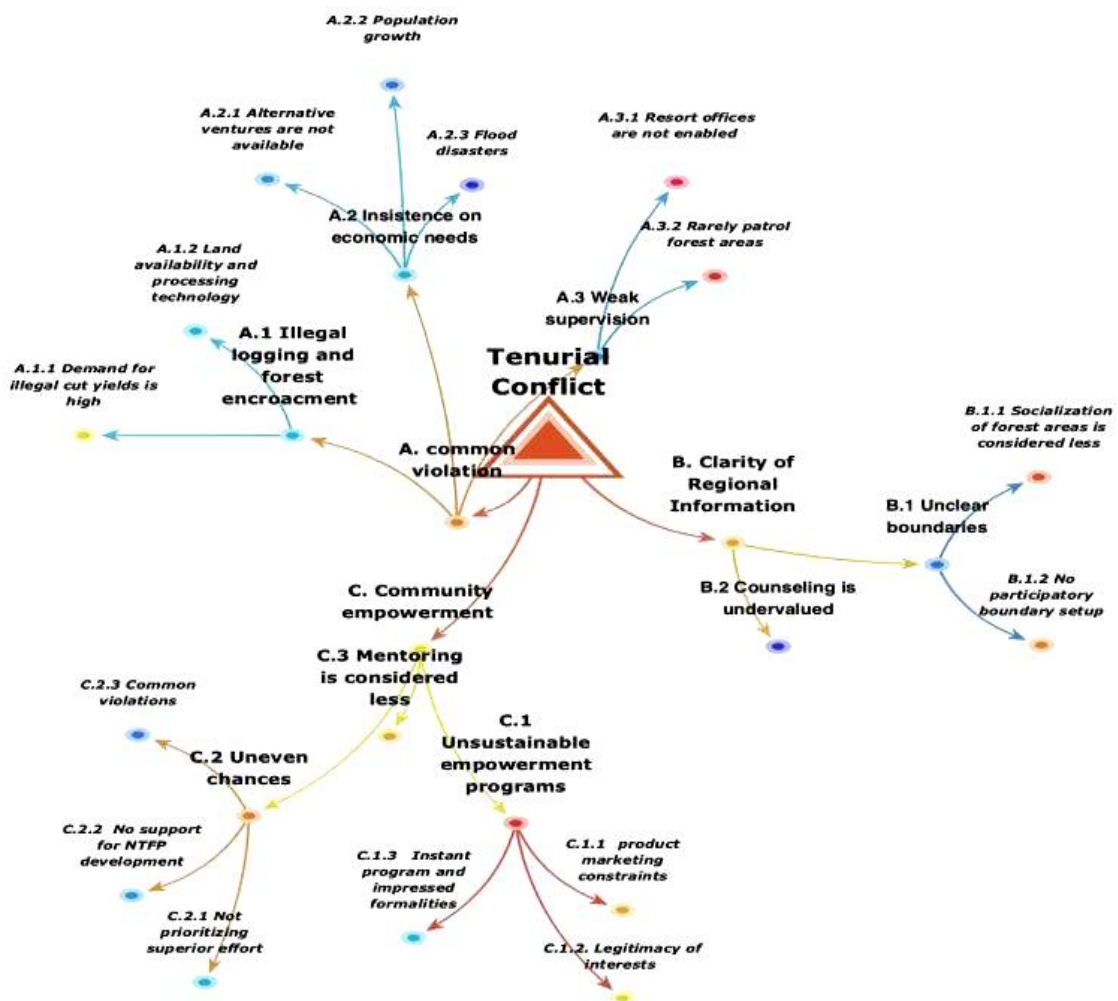 A.2.2 Population
growth
A.2.1 Alternative
ventures are not
available
A.2.3 Flood
disasters
A.3.1 Resort offices
are not enabled
A.2 Insistence on
economic needs
A.3.2 Rarely patrol
forest areas
A.1.2 Land
availability and
processing
technology
A.3 Weak
supervision
A.1 Illegal
logging and
forest
encroacment
Tenurial
Conflict
A.1.1 Demand for
illegal cut yields is
high
A. common
violation
B. Clarity of
Regional
Information
B.1.1 Socialization
of forest areas is
considered less
B.1 Unclear
boundaries
B.1.2 No
participatory
boundary setup
B.2 Counseling is
undervalued
C. Community
empowerment
C.3 Mentoring
is considered
less
C.2.3 Common
violations
C.2 Uneven
chances
C.1
Unsustainable
empowerment
programs
C.2.2 No support
for NTFP
development
C.2.1 Not
prioritizing
superior effort
C.1.3 Instant
program and
impressed
formalities
C.1.1 product
marketing
constraints
C.1.2. Legitimacy of
interests